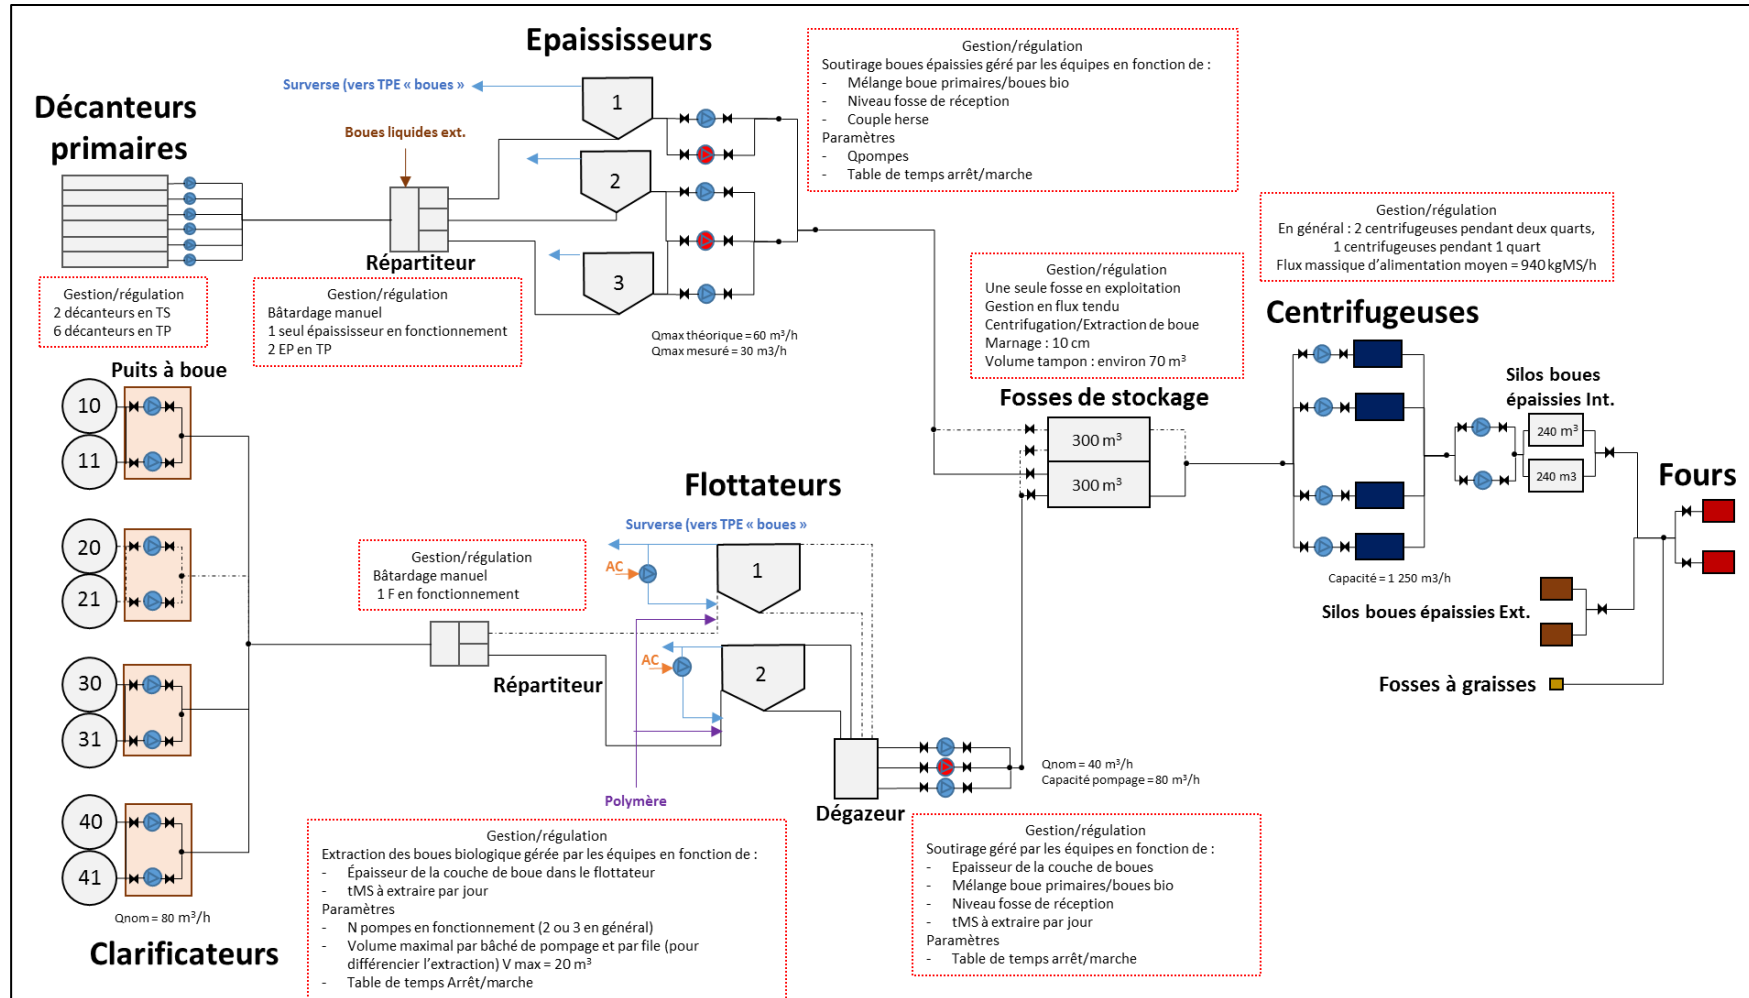 Epaississeurs
Surverse (vers TPE « boues »
1
2
3
Gestion/régulation
Soutirage boues épaissies géré par les équipes en fonction de :
- Mélange boue primaires/boues bio
- Niveau fosse de réception
- Couple herse
Paramètres
- Qpompes
- Table de temps arrêt/marche
Décanteurs
primaires
Boues liquides ext.
Répartiteur
Gestion/régulation
2 décanteurs en TS
6 décanteurs en TP
Gestion/régulation
Bâtardage manuel
1 seul épaississeur en fonctionnement
2 EP en TP
Qmax théorique = 60 m³/h
Qmax mesuré = 30 m3/h
Gestion/régulation
Une seule fosse en exploitation
Gestion en flux tendu
Centrifugation/Extraction de boue
Marnage : 10 cm
Volume tampon : environ 70 m³
Gestion/régulation
En général : 2 centrifugeuses pendant deux quarts,
1 centrifugeuses pendant 1 quart
Flux massique d'alimentation moyen = 940 kgMS/h
Centrifugeuses
Fosses de stockage
300 m³
300 m³
Capacité = 1 250 m3/h
Silos boues
épaissies Int.
240 m³
240 m3
Fours
Silos boues épaissies Ext.
Fosses à graisses
Puits à boue
10
11
20
21
30
31
40
41
Qnom = 80 m³/h
Clarificateurs
Flottateurs
Surverse (vers TPE « boues »
Gestion/régulation
Bâtardage manuel
1 F en fonctionnement
AC
1
AC
2
Répartiteur
Polymère
Dégazeur
Qnom = 40 m³/h
Capacité pompage = 80 m³/h
Gestion/régulation
Extraction des boues biologique gérée par les équipes en fonction de :
- Épaisseur de la couche de boue dans le flottateur
- tMS à extraire par jour
Paramètres
- N pompes en fonctionnement (2 ou 3 en général)
- Volume maximal par bâché de pompage et par file (pour
différencier l'extraction) V max = 20 m³
- Table de temps Arrêt/marche
Gestion/régulation
Soutirage géré par les équipes en fonction de :
- Epaisseur de la couche de boues
- Mélange boue primaires/boues bio
- Niveau fosse de réception
- tMS à extraire par jour
Paramètres
- Table de temps arrêt/marche